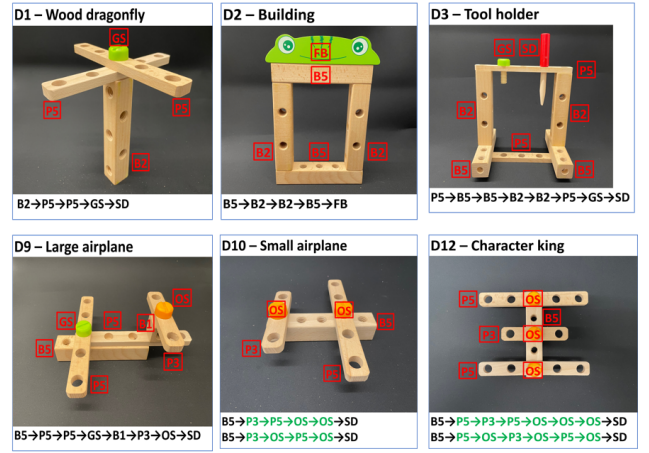 D1 – Wood dragonfly
GS
P5
P5
B2
B2→P5→P5→GS→SD
D2 – Building
FB
B5
B2
B5
B2
B5→B2→B2→B5→FB
D3 – Tool holder
GS
SD
P5
B2
B2
P5
B5
B5
P5→B5→B5→B2→B2→P5→GS→SD
D9 – Large airplane
OS
GS
P5
B1
B5
P3
P5
B5→P5→P5→GS→B1→P3→OS→SD
D10 – Small airplane
OS
OS
B5
P3
P5
B5→P3→P5→OS→OS→SD
B5→P3→OS→P5→OS→SD
D12 – Character king
P5
OS
B5
P3
OS
P5
OS
B5→P5→P3→P5→OS→OS→OS→SD
B5→P5→OS→P3→OS→P5→OS→SD